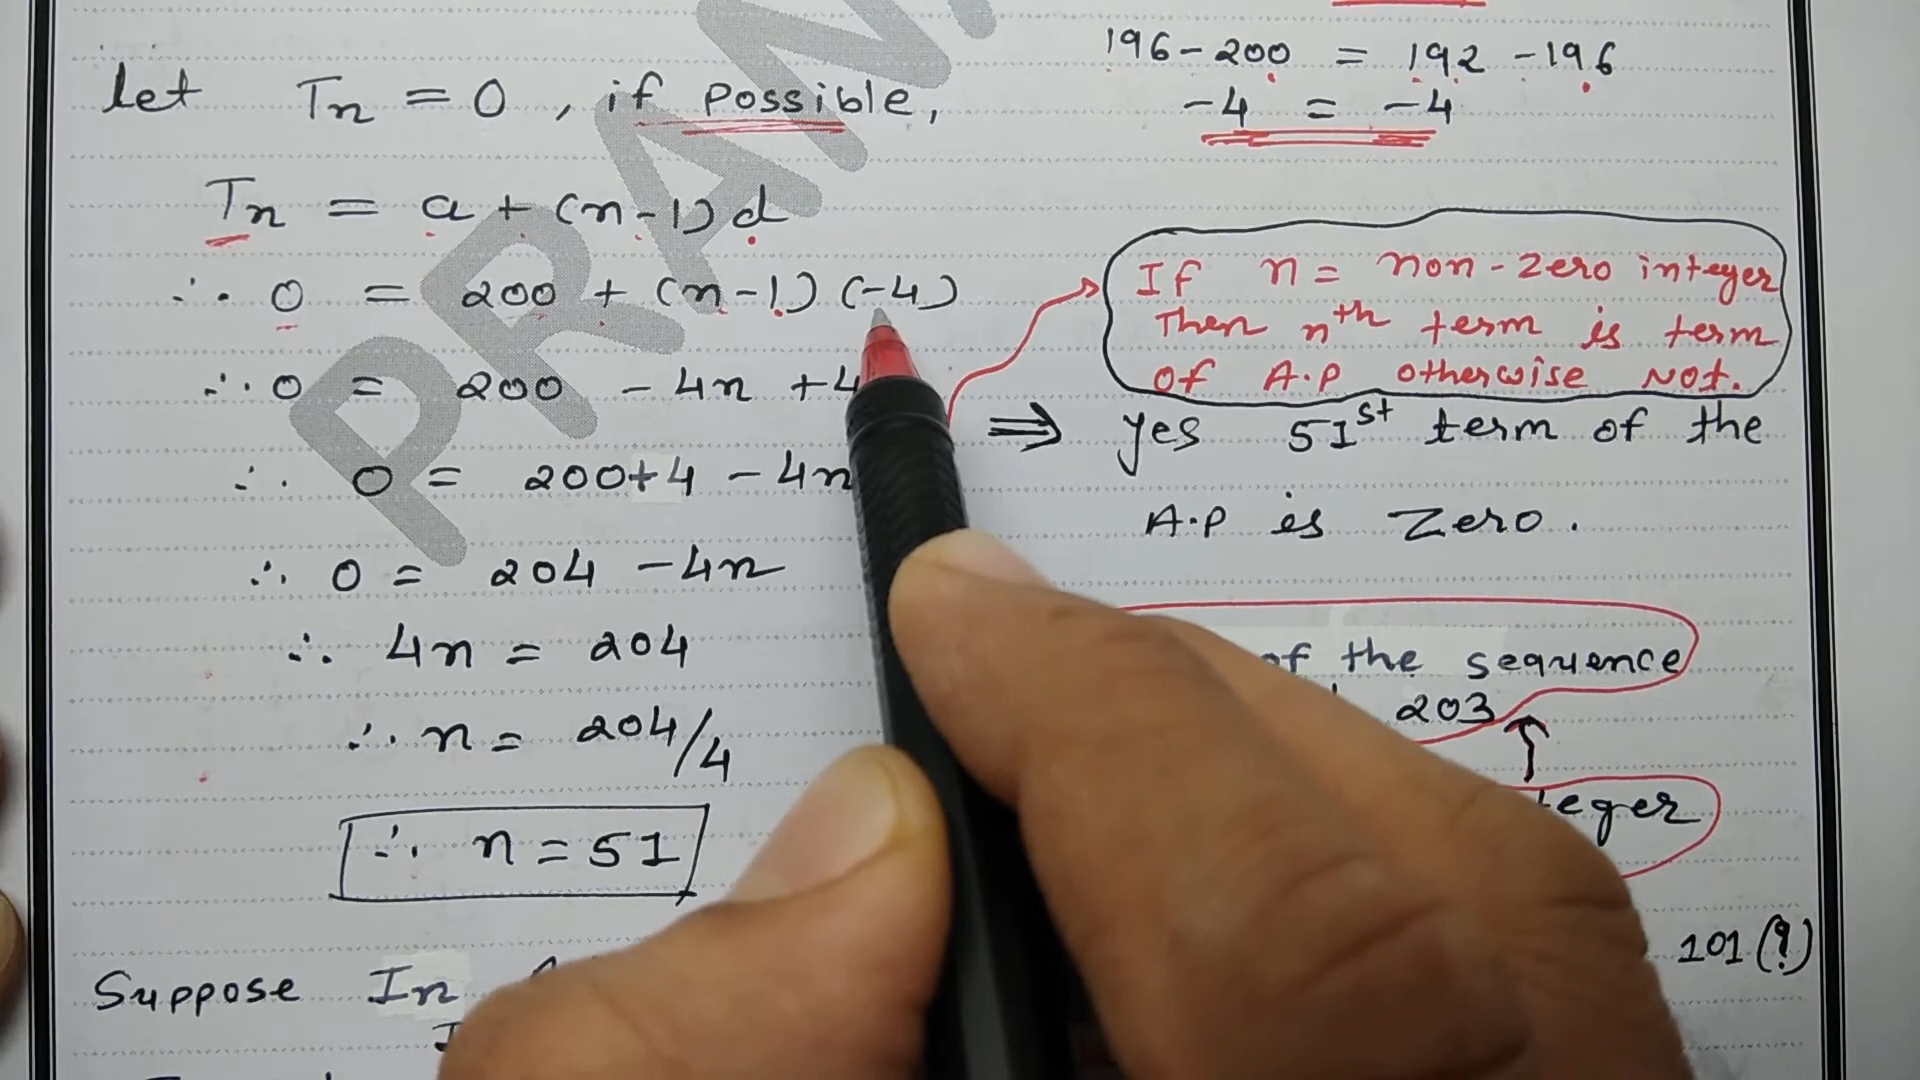 196-200 = 192 -196
-4 = -4
let Tn = 0 , if possible,
Tn = a + (n-1)d
∴ 0 = 200 + (n-1)(-4)
∴ 0 = 200 - 4n +4
∴ 0 = 200+4 - 4n
∴ 0 = 204 -4n
∴ 4n = 204
∴ n = 204/4
∴ n = 51
If n = non-zero integer
Then nth term is term
of A.P otherwise Not.
⇒ yes 51st term of the
A.P is Zero.
of the sequence
203
101 (?)
Suppose In
PRAN